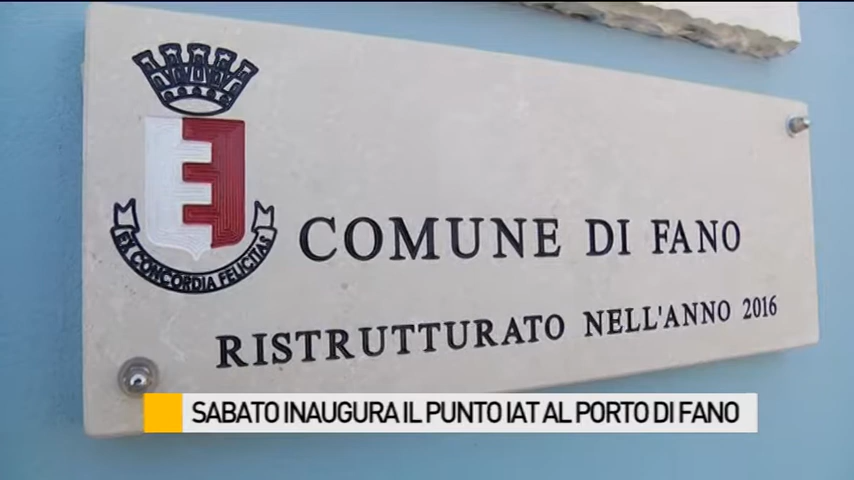 EX CONCORDIA FELICITAS
COMUNE DI FANO
RISTRUTTURATO NELL'ANNO 2016
SABATO INAUGURA IL PUNTO IAT AL PORTO DI FANO